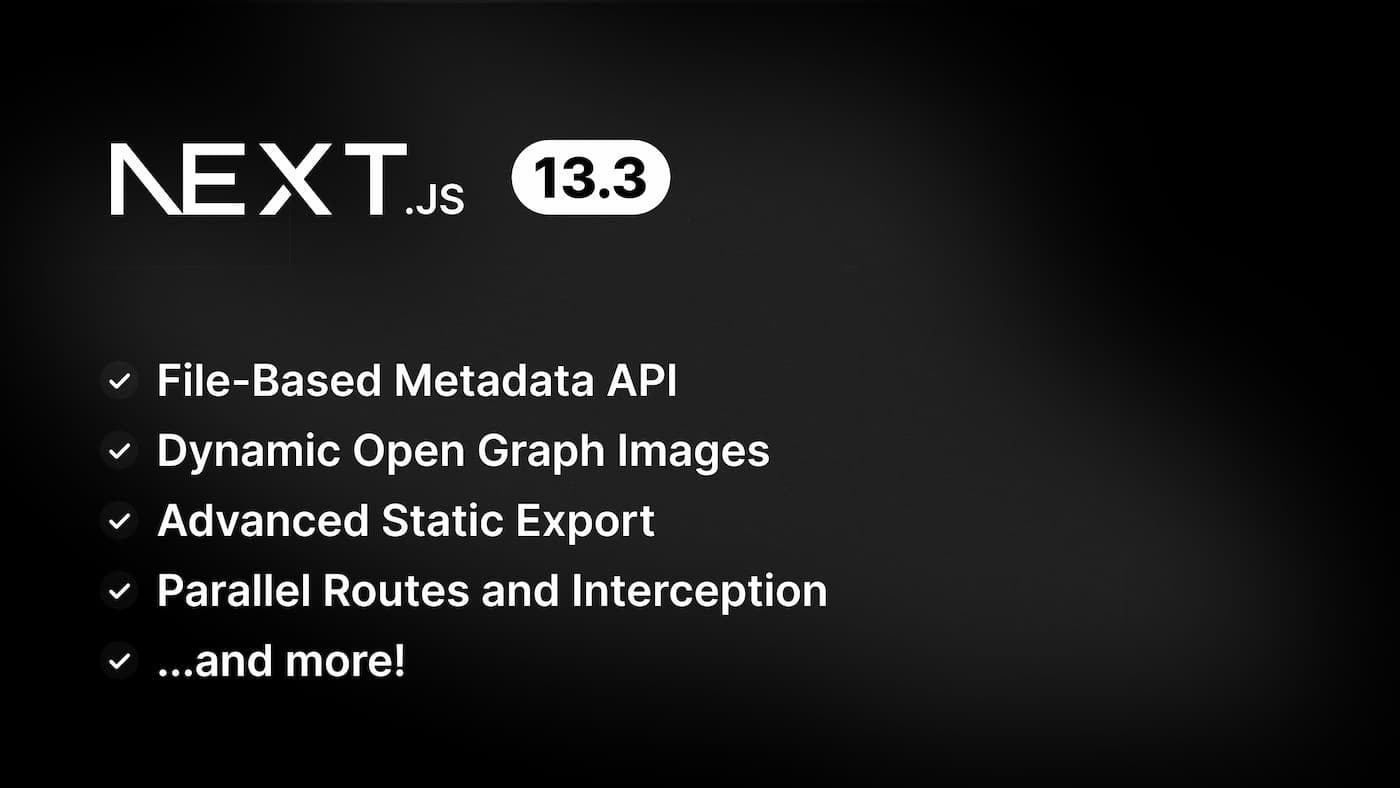 NEXT.JS 13.3
File-Based Metadata API
Dynamic Open Graph Images
Advanced Static Export
Parallel Routes and Interception
...and more!